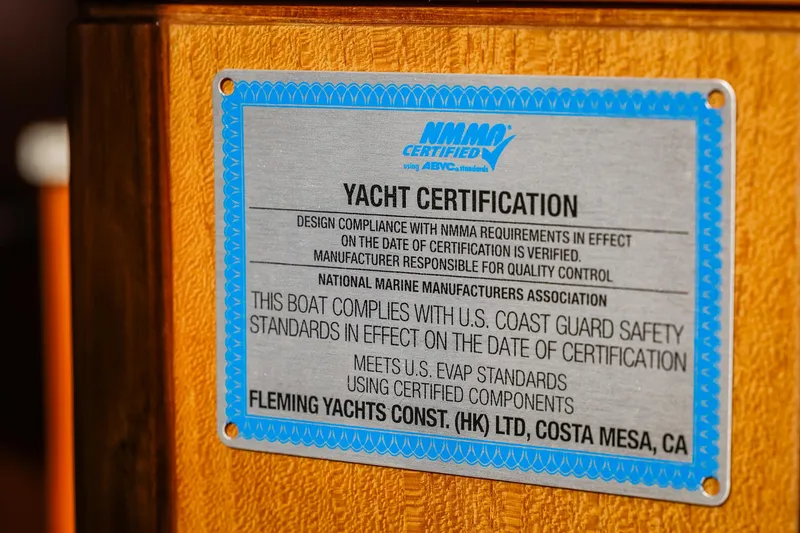 NMMA
CERTIFIED
using ABYC standards
YACHT CERTIFICATION
DESIGN COMPLIANCE WITH NMMA REQUIREMENTS IN EFFECT
ON THE DATE OF CERTIFICATION IS VERIFIED.
MANUFACTURER RESPONSIBLE FOR QUALITY CONTROL
NATIONAL MARINE MANUFACTURERS ASSOCIATION
THIS BOAT COMPLIES WITH U.S. COAST GUARD SAFETY
STANDARDS IN EFFECT ON THE DATE OF CERTIFICATION
MEETS U.S. EVAP STANDARDS
USING CERTIFIED COMPONENTS
FLEMING YACHTS CONST. (HK) LTD, COSTA MESA, CA